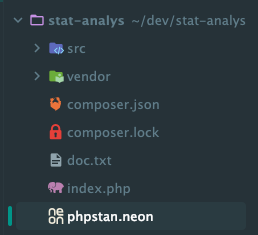 stat-analys ~/dev/stat-analys
src
vendor
composer.json
composer.lock
doc.txt
index.php
phpstan.neon